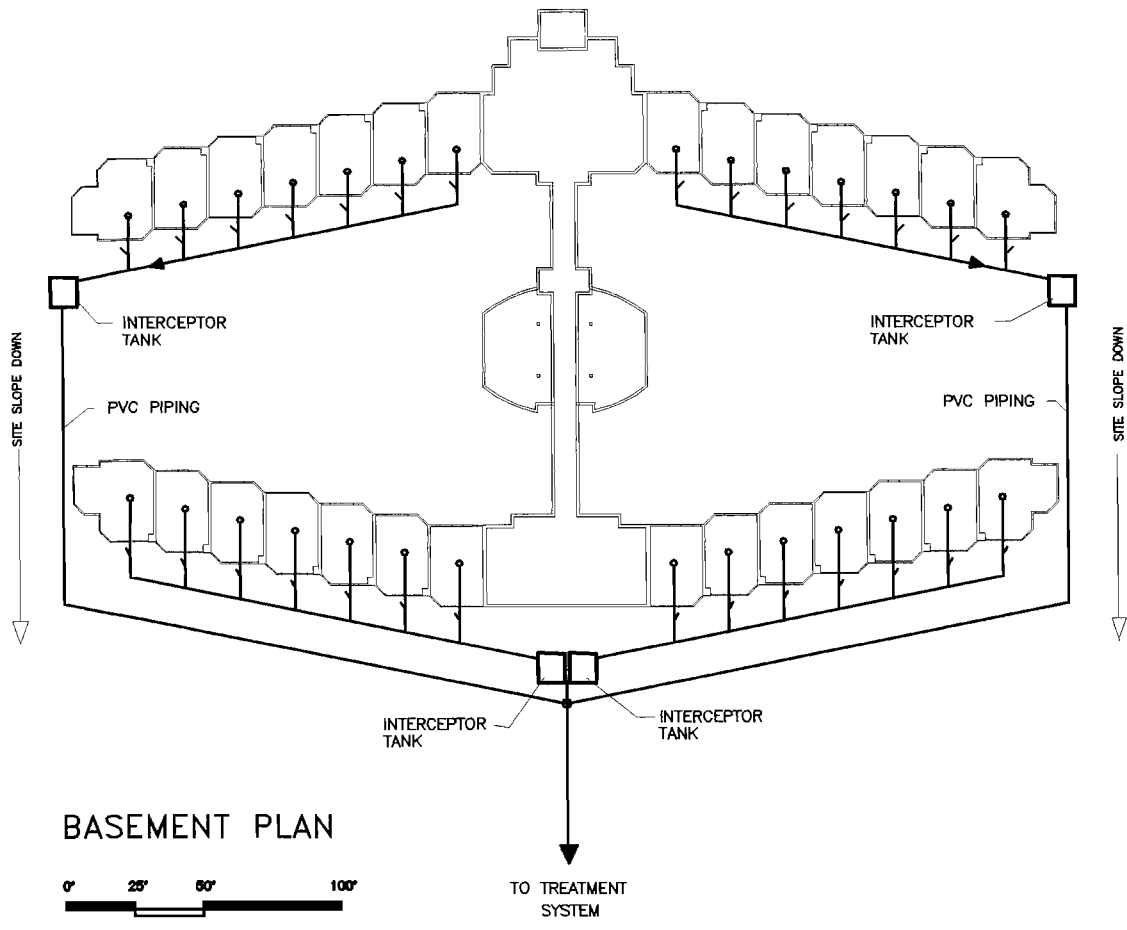 INTERCEPTOR
TANK
INTERCEPTOR
TANK
SITE SLOPE DOWN
SITE SLOPE DOWN
PVC PIPING
PVC PIPING
INTERCEPTOR
TANK
INTERCEPTOR
TANK
BASEMENT PLAN
0' 25' 50' 100'
TO TREATMENT
SYSTEM